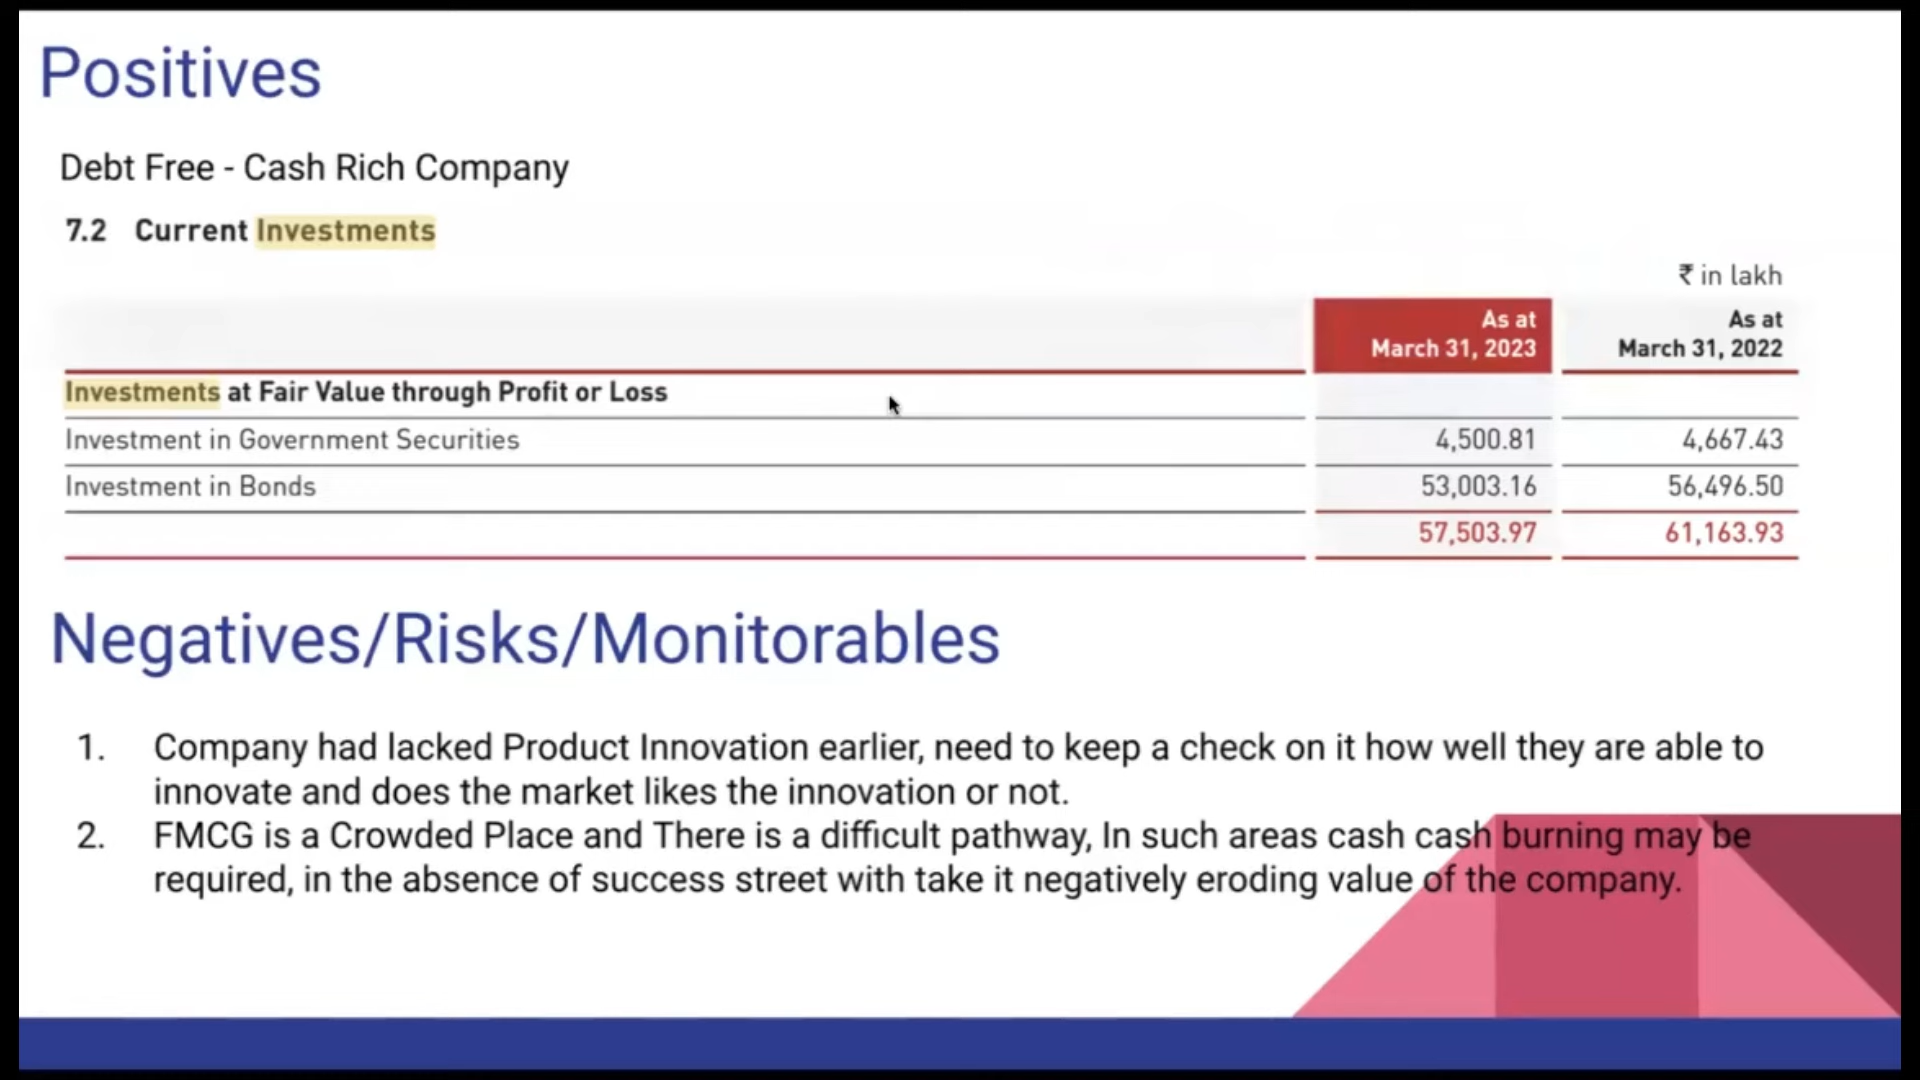 Positives
Debt Free - Cash Rich Company
7.2 Current Investments
₹ in lakh
As at As at
March 31, 2023 March 31, 2022
Investments at Fair Value through Profit or Loss
Investment in Government Securities 4,500.81 4,667.43
Investment in Bonds 53,003.16 56,496.50
57,503.97 61,163.93
Negatives/Risks/Monitorables
1. Company had lacked Product Innovation earlier, need to keep a check on it how well they are able to
innovate and does the market likes the innovation or not.
2. FMCG is a Crowded Place and There is a difficult pathway, In such areas cash cash burning may be
required, in the absence of success street with take it negatively eroding value of the company.